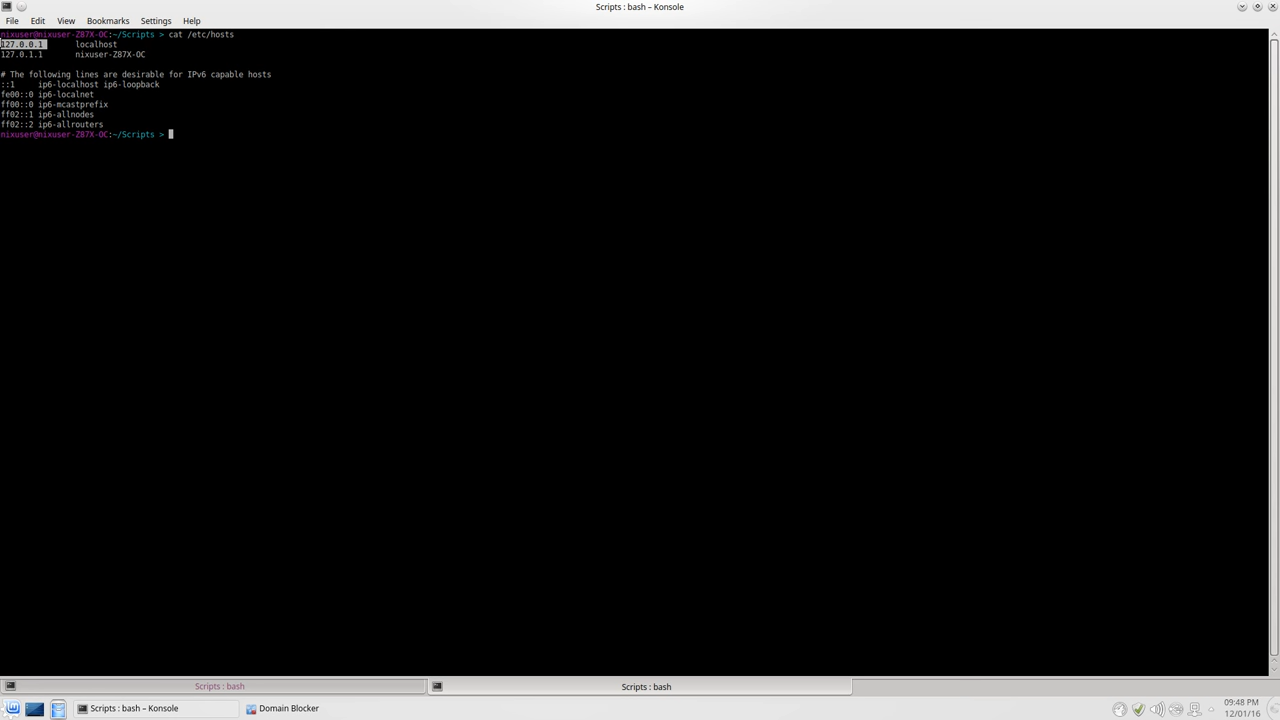 Scripts : bash – Konsole
File Edit View Bookmarks Settings Help
nixuser@nixuser-Z87X-OC:~/Scripts > cat /etc/hosts
127.0.0.1 localhost
127.0.1.1 nixuser-Z87X-OC
# The following lines are desirable for IPv6 capable hosts
::1 ip6-localhost ip6-loopback
fe00::0 ip6-localnet
ff00::0 ip6-mcastprefix
ff02::1 ip6-allnodes
ff02::2 ip6-allrouters
nixuser@nixuser-Z87X-OC:~/Scripts >
Scripts : bash Scripts : bash
Scripts : bash – Konsole Domain Blocker 09:48 PM
12/01/16